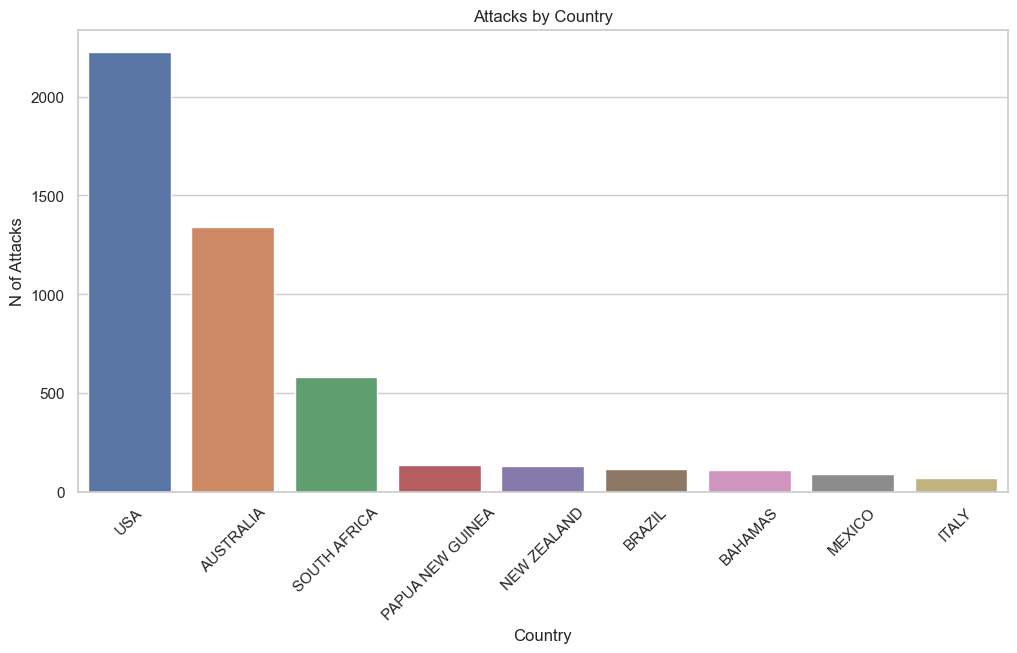 Attacks by Country
N of Attacks
2000
1500
1000
500
0
USA
AUSTRALIA
SOUTH AFRICA
PAPUA NEW GUINEA
NEW ZEALAND
BRAZIL
BAHAMAS
MEXICO
ITALY
Country